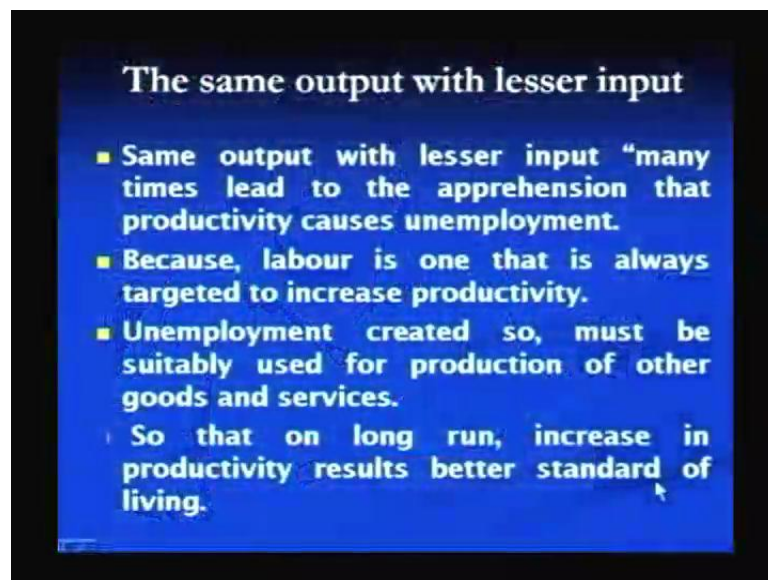 The same output with lesser input
Same output with lesser input “many
times lead to the apprehension that
productivity causes unemployment.
Because, labour is one that is always
targeted to increase productivity.
Unemployment created so, must be
suitably used for production of other
goods and services.
So that on long run, increase in
productivity results better standard of
living.